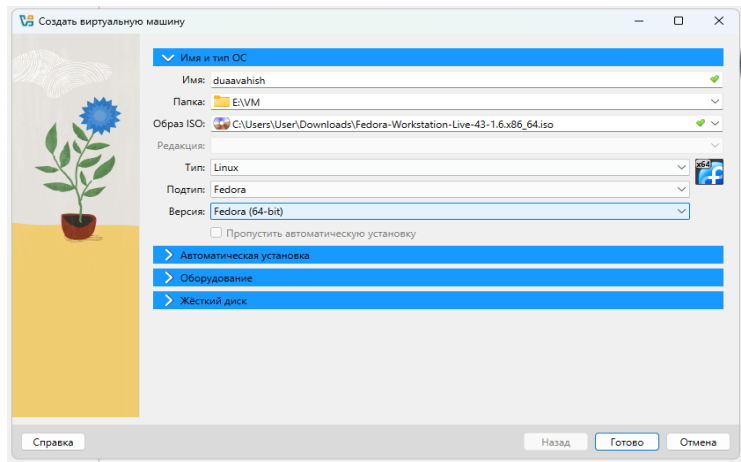 Создать виртуальную машину
Имя и тип ОС
Имя: duaavahish
Папка: E:\VM
Образ ISO: C:\Users\User\Downloads\Fedora-Workstation-Live-43-1.6.x86_64.iso
Редакция:
Тип: Linux
x64
Подтип: Fedora
Версия: Fedora (64-bit)
Пропустить автоматическую установку
Автоматическая установка
Оборудование
Жёсткий диск
Справка Назад Готово Отмена